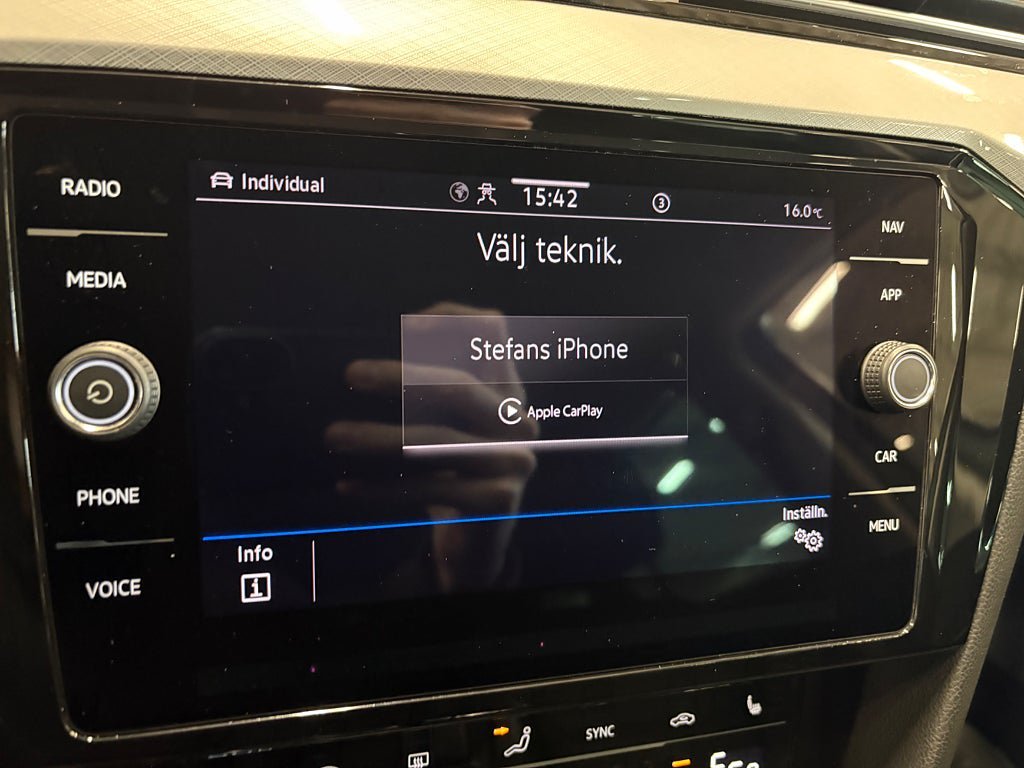 RADIO
MEDIA
PHONE
VOICE
Individual
15:42
3
16.0°C
Välj teknik.
Stefans iPhone
Apple CarPlay
Info
i
Inställn.
NAV
APP
CAR
MENU
SYNC